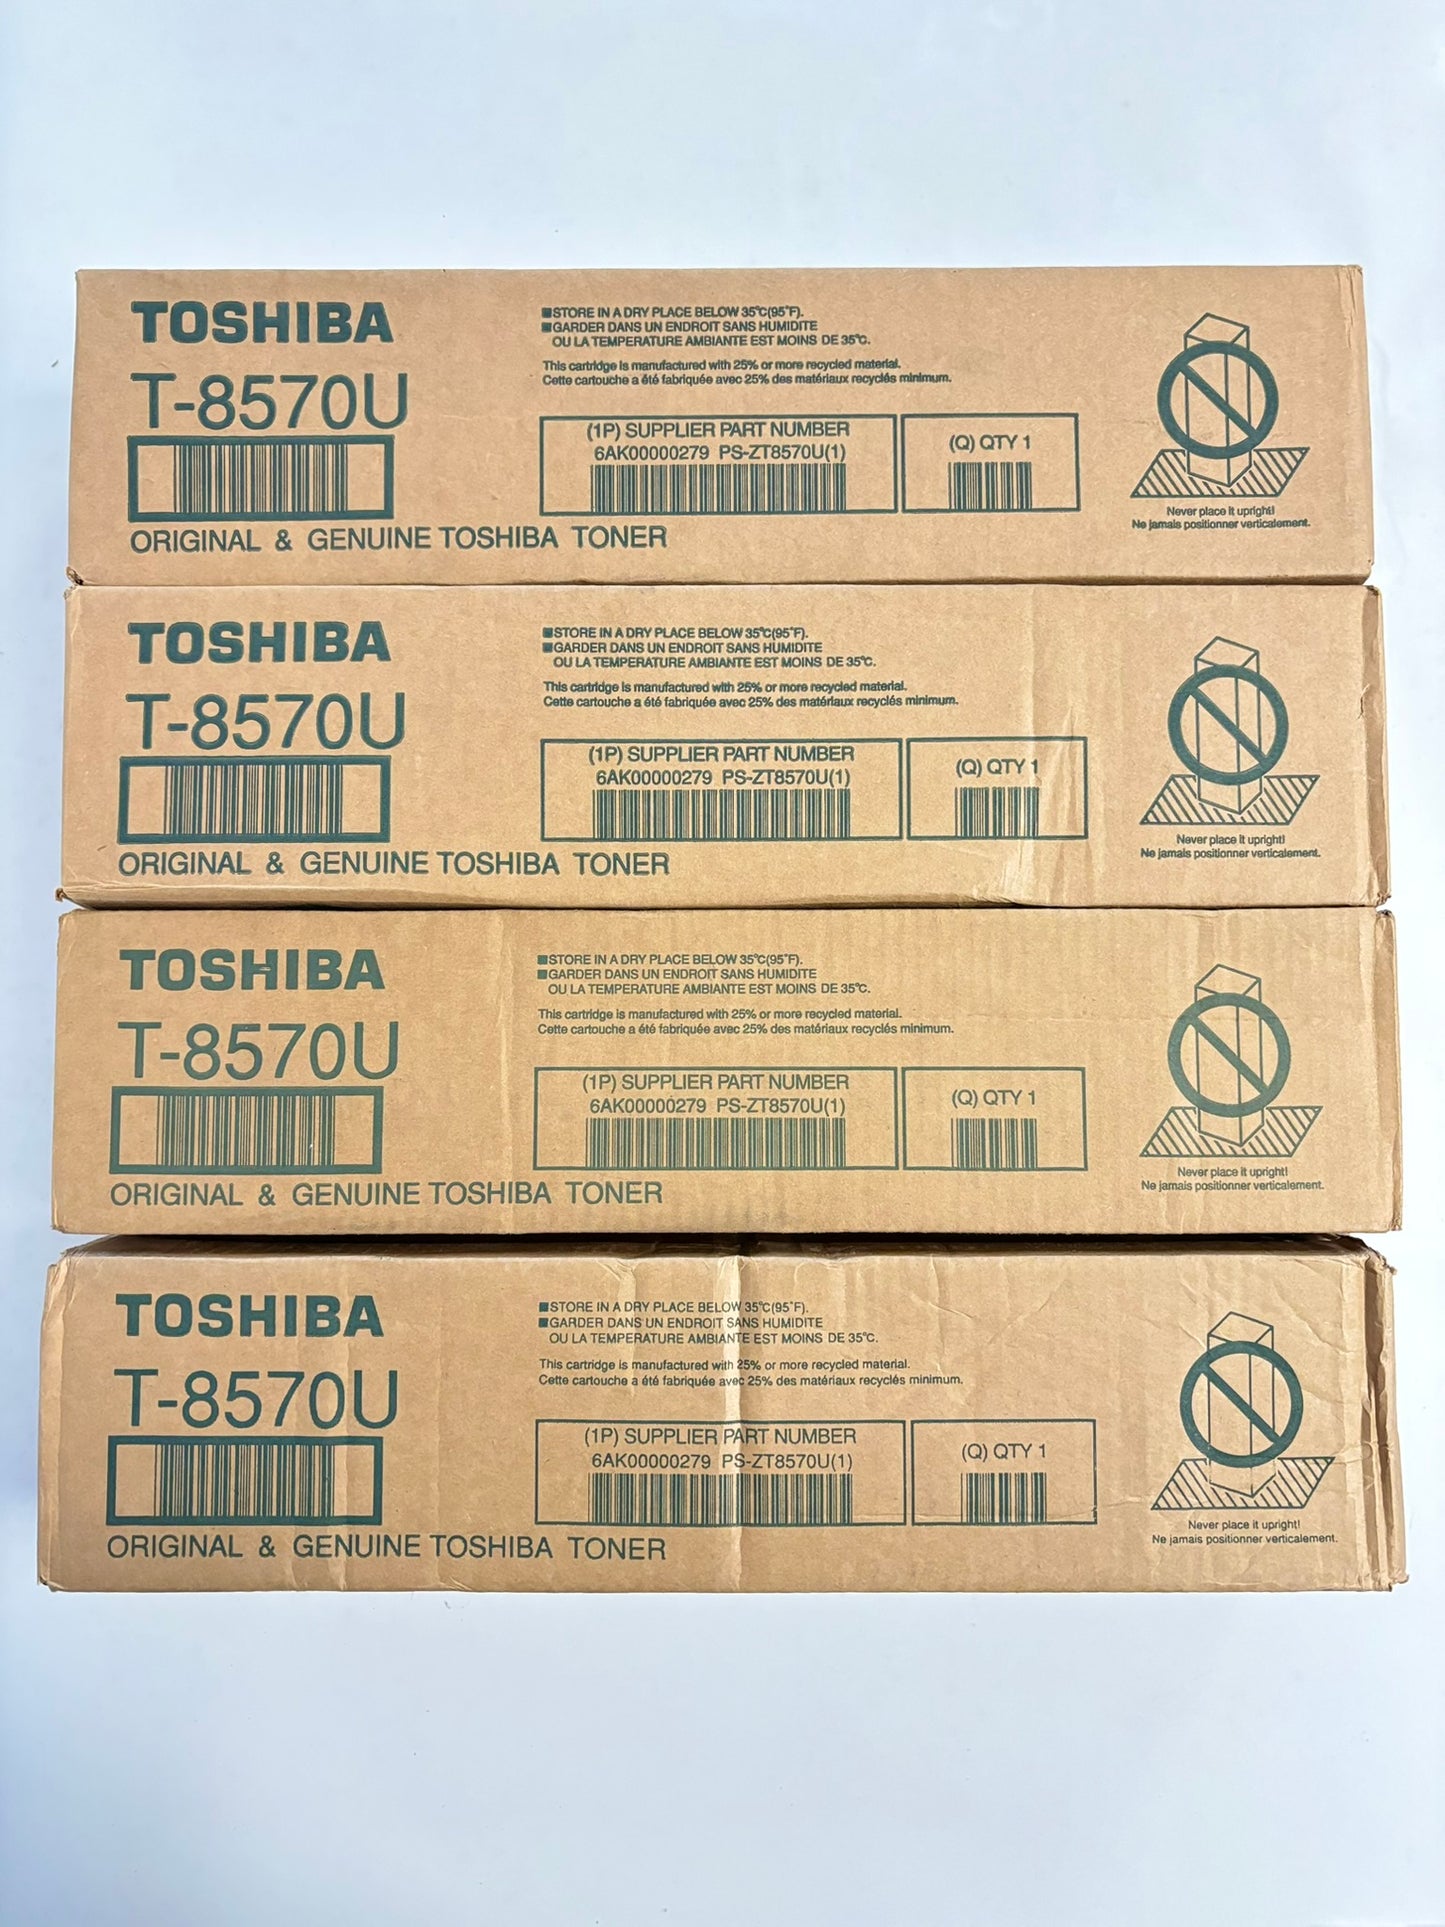 TOSHIBA
T-8570U
ORIGINAL & GENUINE TOSHIBA TONER
■STORE IN A DRY PLACE BELOW 35°C(95°F).
■GARDER DANS UN ENDROIT SANS HUMIDITE
OU LA TEMPERATURE AMBIANTE EST MOINS DE 35°C.
This cartridge is manufactured with 25% or more recycled material.
Cette cartouche a été fabriquée avec 25% des matériaux recyclés minimum.
(1P) SUPPLIER PART NUMBER
6AK00000279 PS-ZT8570U(1)
(Q) QTY 1
Never place it upright!
Ne jamais positionner verticalement.
TOSHIBA
T-8570U
ORIGINAL & GENUINE TOSHIBA TONER
■STORE IN A DRY PLACE BELOW 35°C(95°F).
■GARDER DANS UN ENDROIT SANS HUMIDITE
OU LA TEMPERATURE AMBIANTE EST MOINS DE 35°C.
This cartridge is manufactured with 25% or more recycled material.
Cette cartouche a été fabriquée avec 25% des matériaux recyclés minimum.
(1P) SUPPLIER PART NUMBER
6AK00000279 PS-ZT8570U(1)
(Q) QTY 1
Never place it upright!
Ne jamais positionner verticalement.
TOSHIBA
T-8570U
ORIGINAL & GENUINE TOSHIBA TONER
■STORE IN A DRY PLACE BELOW 35°C(95°F).
■GARDER DANS UN ENDROIT SANS HUMIDITE
OU LA TEMPERATURE AMBIANTE EST MOINS DE 35°C.
This cartridge is manufactured with 25% or more recycled material.
Cette cartouche a été fabriquée avec 25% des matériaux recyclés minimum.
(1P) SUPPLIER PART NUMBER
6AK00000279 PS-ZT8570U(1)
(Q) QTY 1
Never place it upright!
Ne jamais positionner verticalement.
TOSHIBA
T-8570U
ORIGINAL & GENUINE TOSHIBA TONER
■STORE IN A DRY PLACE BELOW 35°C(95°F).
■GARDER DANS UN ENDROIT SANS HUMIDITE
OU LA TEMPERATURE AMBIANTE EST MOINS DE 35°C.
This cartridge is manufactured with 25% or more recycled material.
Cette cartouche a été fabriquée avec 25% des matériaux recyclés minimum.
(1P) SUPPLIER PART NUMBER
6AK00000279 PS-ZT8570U(1)
(Q) QTY 1
Never place it upright!
Ne jamais positionner verticalement.